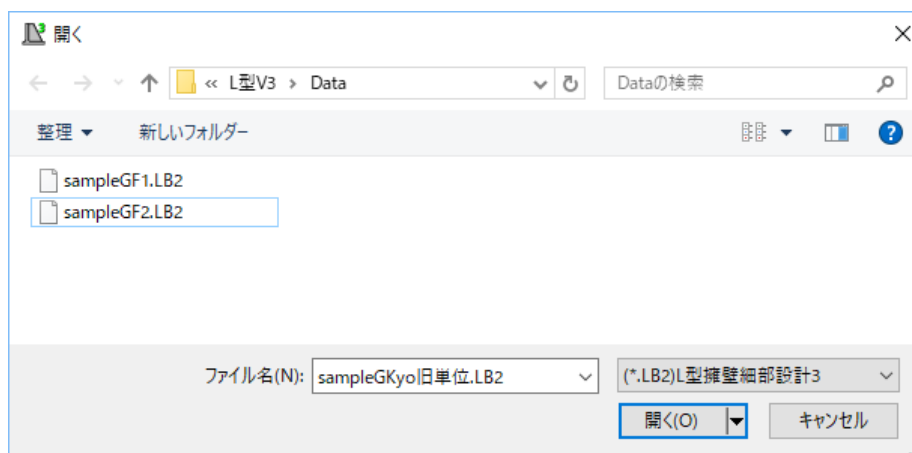 開く
« L型V3 › Data
Dataの検索
整理
新しいフォルダー
sampleGF1.LB2
sampleGF2.LB2
ファイル名(N): sampleGKyo旧単位.LB2
(*.LB2)L型擁壁細部設計3
開く(O)
キャンセル